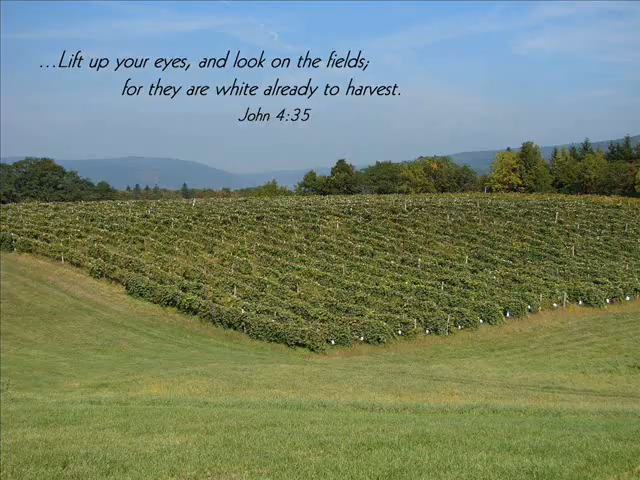 ...Lift up your eyes, and look on the fields;
for they are white already to harvest.
John 4:35